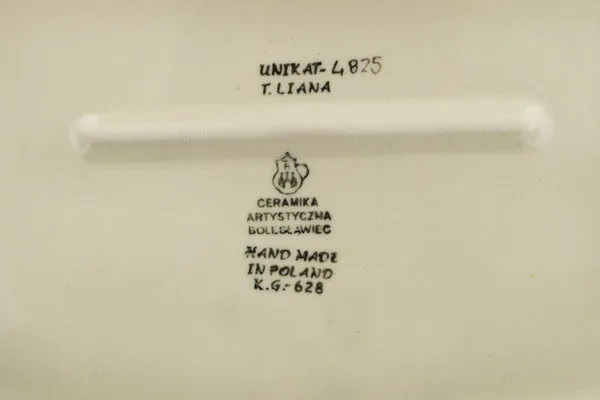 UNIKAT-4825
T. LIANA
CERAMIKA
ARTYSTYCZNA
BOLESŁAWIEC
HAND MADE
IN POLAND
K.G.-628